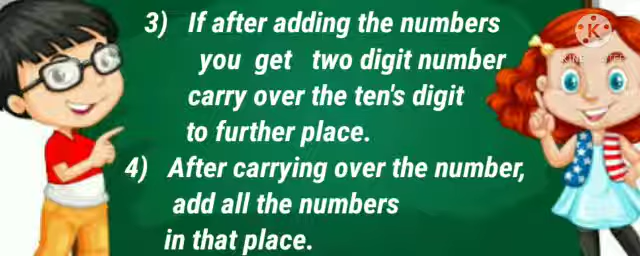 3) If after adding the numbers
you get two digit number
carry over the ten's digit
to further place.
4) After carrying over the number,
add all the numbers
in that place.